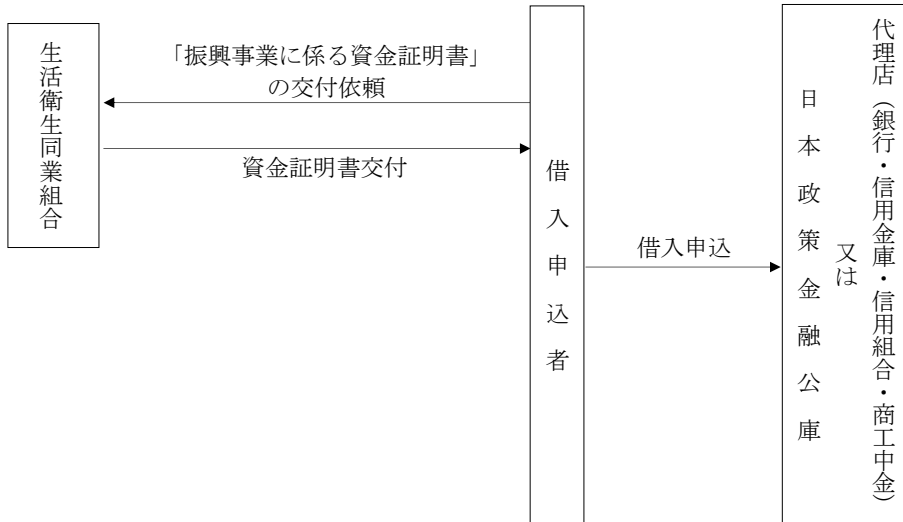 生活衛生同業組合
「振興事業に係る資金証明書」
の交付依頼
資金証明書交付
借入申込者
借入申込
日本政策金融公庫
又は
代理店（銀行・信用金庫・信用組合・商工中金）